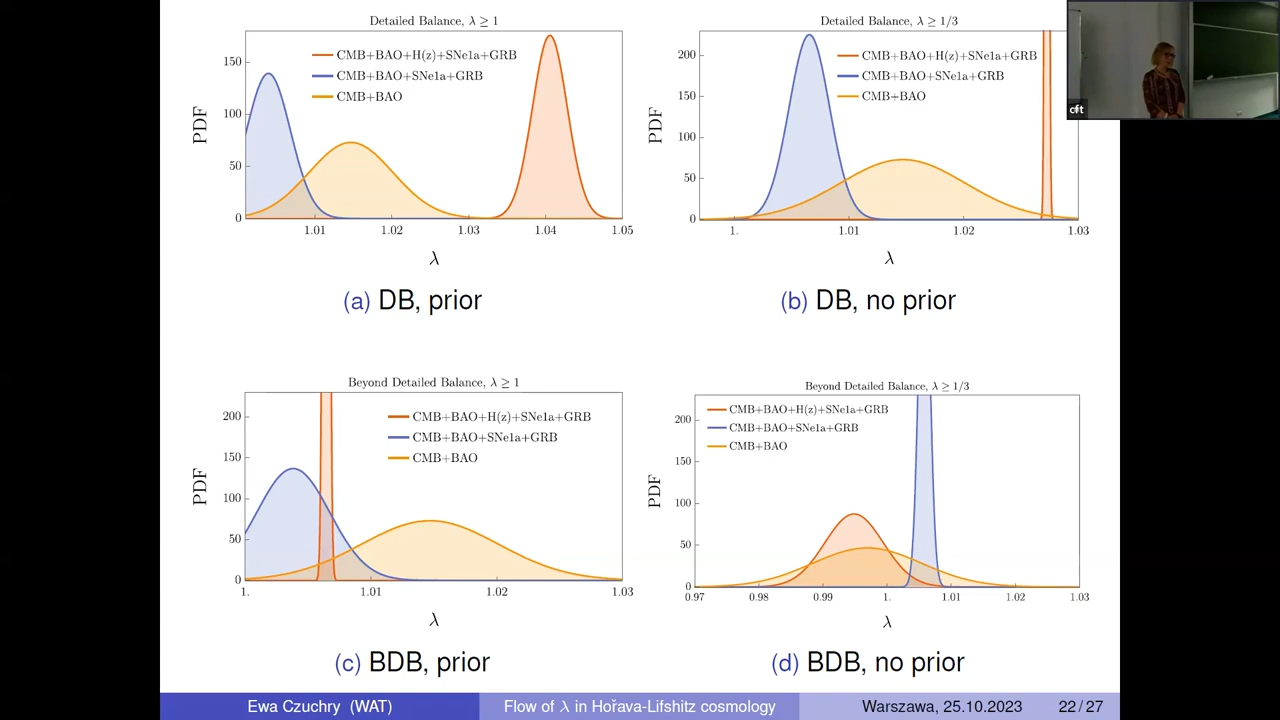 Detailed Balance, λ ≥ 1
CMB+BAO+H(z)+SNe1a+GRB
CMB+BAO+SNe1a+GRB
CMB+BAO
PDF
150
100
50
0
1.01
1.02
1.03
1.04
1.05
λ
(a) DB, prior
Detailed Balance, λ ≥ 1/3
CMB+BAO+H(z)+SNe1a+GRB
CMB+BAO+SNe1a+GRB
CMB+BAO
PDF
200
150
100
50
0
1.
1.01
1.02
1.03
λ
(b) DB, no prior
cft
Beyond Detailed Balance, λ ≥ 1
CMB+BAO+H(z)+SNe1a+GRB
CMB+BAO+SNe1a+GRB
CMB+BAO
PDF
200
150
100
50
0
1.
1.01
1.02
1.03
λ
(c) BDB, prior
Beyond Detailed Balance, λ ≥ 1/3
CMB+BAO+H(z)+SNe1a+GRB
CMB+BAO+SNe1a+GRB
CMB+BAO
PDF
200
150
100
50
0
0.97
0.98
0.99
1.
1.01
1.02
1.03
λ
(d) BDB, no prior
Ewa Czuchry (WAT)
Flow of λ in Hořava-Lifshitz cosmology
Warszawa, 25.10.2023
22 / 27